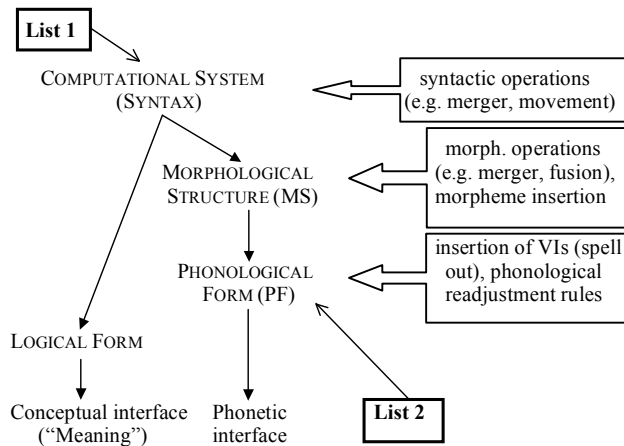 List 1
COMPUTATIONAL SYSTEM
(SYNTAX)
syntactic operations
(e.g. merger, movement)
MORPHOLOGICAL
STRUCTURE (MS)
morph. operations
(e.g. merger, fusion),
morpheme insertion
PHONOLOGICAL
FORM (PF)
insertion of VIs (spell
out), phonological
readjustment rules
LOGICAL FORM
Conceptual interface
(“Meaning”)
Phonetic
interface
List 2